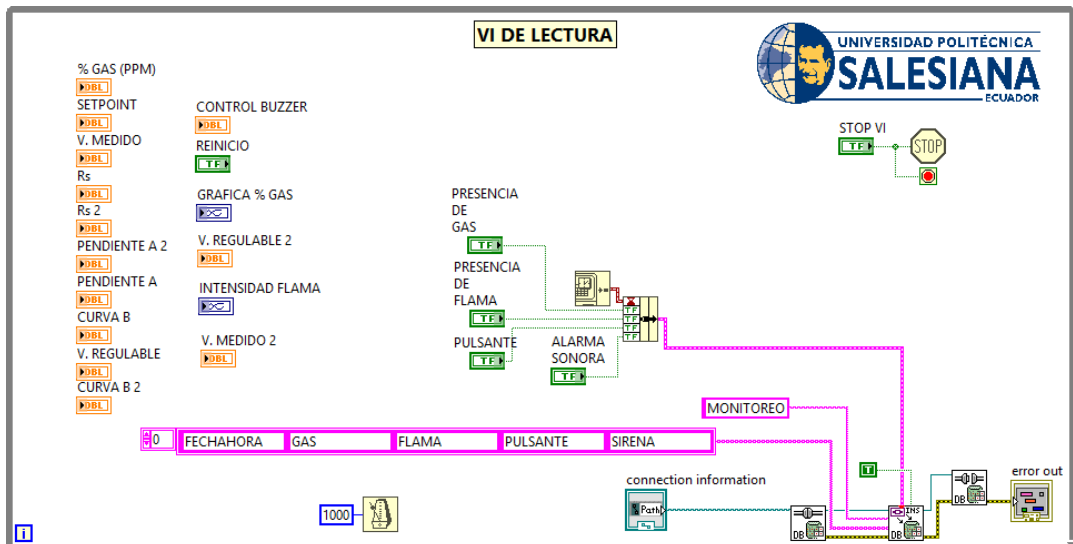 VI DE LECTURA
UNIVERSIDAD POLITÉCNICA
SALESIANA
ECUADOR
% GAS (PPM)
DBL
SETPOINT
DBL
V. MEDIDO
DBL
Rs
DBL
Rs 2
DBL
PENDIENTE A 2
DBL
PENDIENTE A
DBL
CURVA B
DBL
V. REGULABLE
DBL
CURVA B 2
DBL
CONTROL BUZZER
DBL
REINICIO
TF
GRAFICA % GAS
V. REGULABLE 2
DBL
INTENSIDAD FLAMA
V. MEDIDO 2
DBL
STOP VI
TF
STOP
PRESENCIA
DE
GAS
TF
PRESENCIA
DE
FLAMA
TF
PULSANTE
TF
ALARMA
SONORA
TF
TF
TF
TF
TF
MONITOREO
0 FECHAHORA GAS FLAMA PULSANTE SIRENA
T
connection information
Path
DB
INS
DB
DB
error out
1000
i